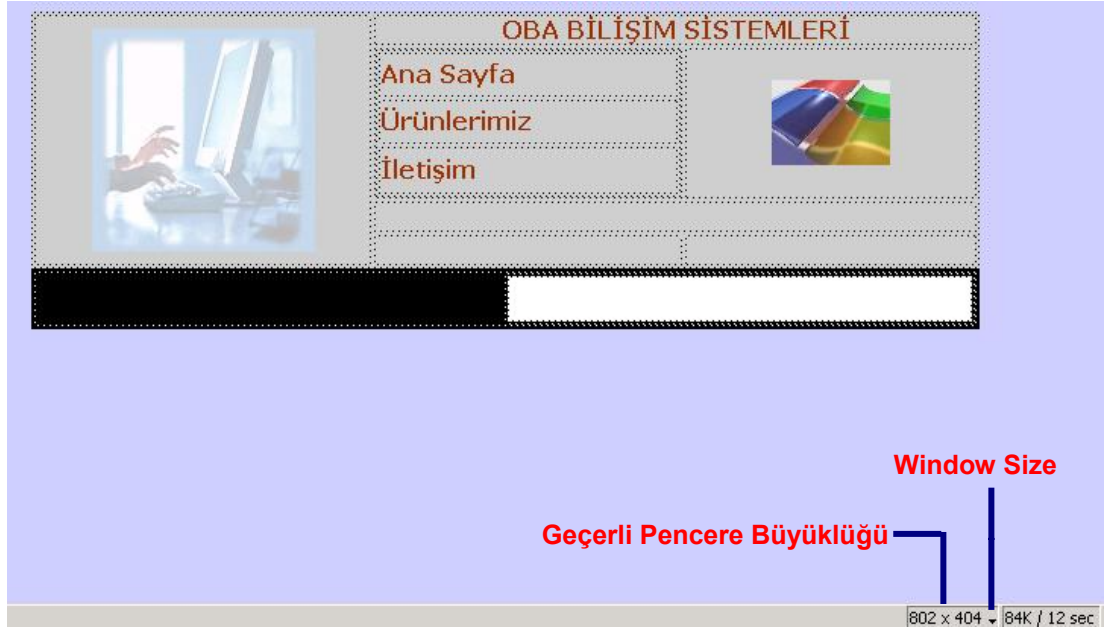 OBA BİLİŞİM SİSTEMLERİ
Ana Sayfa
Ürünlerimiz
İletişim
Window Size
Geçerli Pencere Büyüklüğü
802 x 404 84K / 12 sec